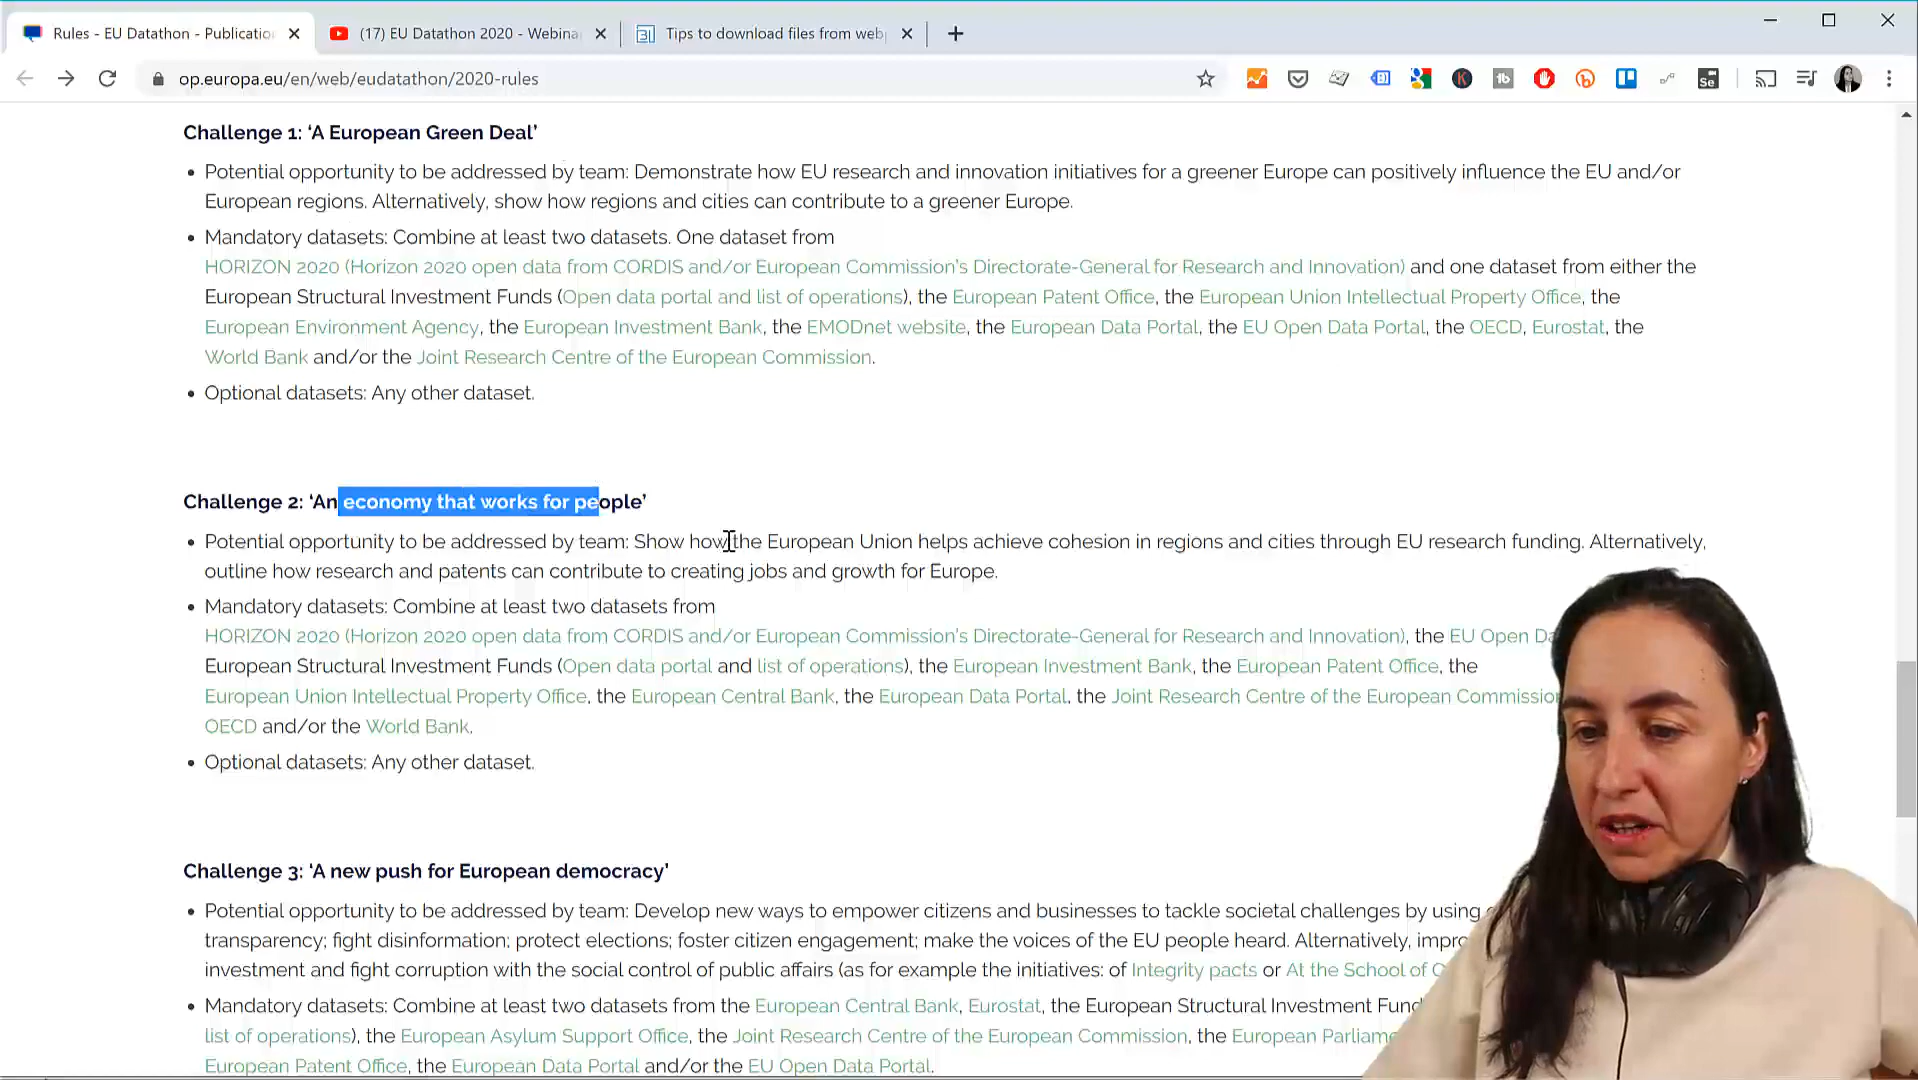 Rules - EU Datathon - Publicatio
(17) EU Datathon 2020 - Webina
31
Tips to download files from web
op.europa.eu/en/web/eudatathon/2020-rules
Challenge 1: ‘A European Green Deal’
• Potential opportunity to be addressed by team: Demonstrate how EU research and innovation initiatives for a greener Europe can positively influence the EU and/or
European regions. Alternatively, show how regions and cities can contribute to a greener Europe.
• Mandatory datasets: Combine at least two datasets. One dataset from
HORIZON 2020 (Horizon 2020 open data from CORDIS and/or European Commission's Directorate-General for Research and Innovation) and one dataset from either the
European Structural Investment Funds (Open data portal and list of operations), the European Patent Office, the European Union Intellectual Property Office, the
European Environment Agency, the European Investment Bank, the EMODnet website, the European Data Portal, the EU Open Data Portal, the OECD, Eurostat, the
World Bank and/or the Joint Research Centre of the European Commission.
• Optional datasets: Any other dataset.
Challenge 2: ‘An economy that works for people’
• Potential opportunity to be addressed by team: Show how the European Union helps achieve cohesion in regions and cities through EU research funding. Alternatively,
outline how research and patents can contribute to creating jobs and growth for Europe.
• Mandatory datasets: Combine at least two datasets from
HORIZON 2020 (Horizon 2020 open data from CORDIS and/or European Commission's Directorate-General for Research and Innovation), the EU Open Da
European Structural Investment Funds (Open data portal and list of operations), the European Investment Bank, the European Patent Office, the
European Union Intellectual Property Office, the European Central Bank, the European Data Portal, the Joint Research Centre of the European Commission
OECD and/or the World Bank.
• Optional datasets: Any other dataset.
Challenge 3: ‘A new push for European democracy’
• Potential opportunity to be addressed by team: Develop new ways to empower citizens and businesses to tackle societal challenges by using
transparency; fight disinformation; protect elections; foster citizen engagement; make the voices of the EU people heard. Alternatively, impro
investment and fight corruption with the social control of public affairs (as for example the initiatives: of Integrity pacts or At the School of
• Mandatory datasets: Combine at least two datasets from the European Central Bank, Eurostat, the European Structural Investment Fund
list of operations), the European Asylum Support Office, the Joint Research Centre of the European Commission, the European Parliame
European Patent Office, the European Data Portal and/or the EU Open Data Portal.